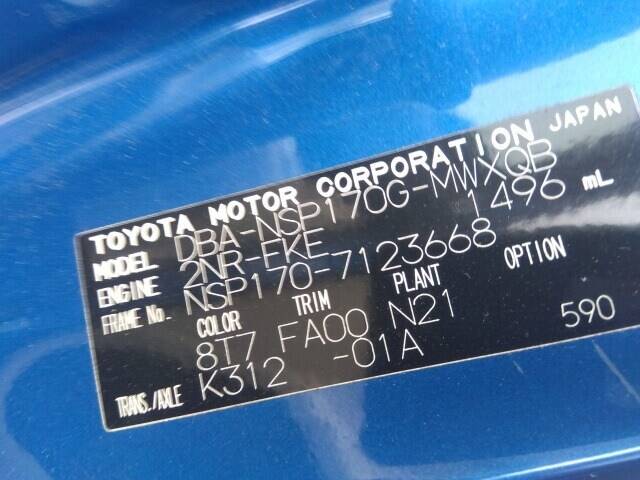 TOYOTA MOTOR CORPORATION JAPAN
MODEL DBA-NSP170G-MWXQB
ENGINE 2NR-FKE 1496 mL
FRAME No. NSP170-7123668
COLOR TRIM PLANT OPTION
8T7 FA00 N21
TRANS./AXLE K312 -01A 590